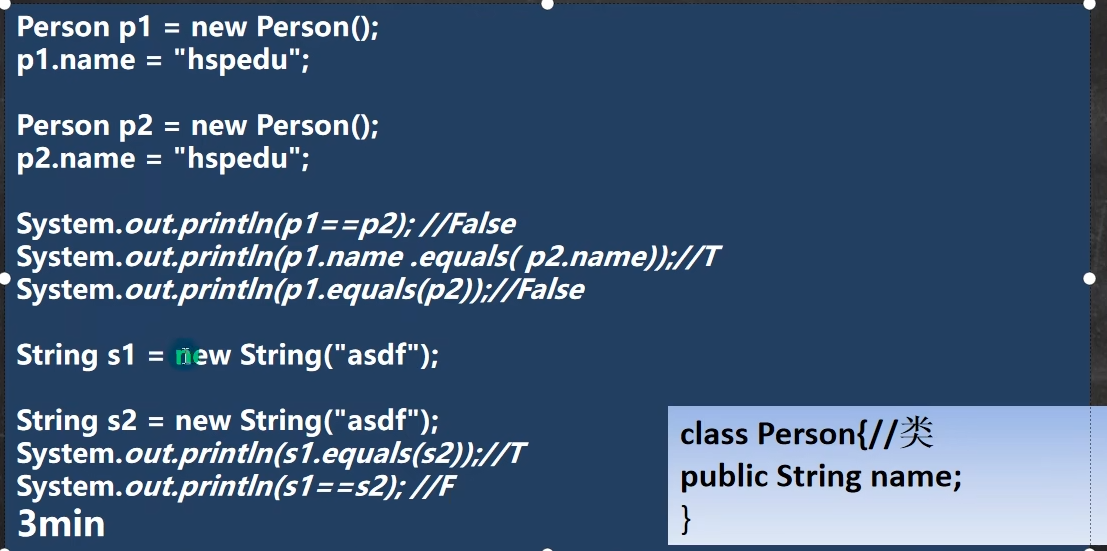 Person p1 = new Person();
p1.name = "hspedu";
Person p2 = new Person();
p2.name = "hspedu";
System.out.println(p1==p2); //False
System.out.println(p1.name .equals( p2.name));//T
System.out.println(p1.equals(p2));//False
String s1 = new String("asdf");
String s2 = new String("asdf");
System.out.println(s1.equals(s2));//T
System.out.println(s1==s2); //F
3min
class Person{//类
public String name;
}